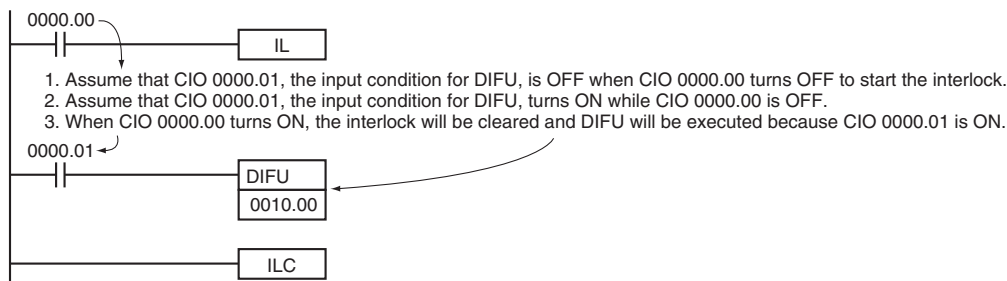 0000.00
IL
1. Assume that CIO 0000.01, the input condition for DIFU, is OFF when CIO 0000.00 turns OFF to start the interlock.
2. Assume that CIO 0000.01, the input condition for DIFU, turns ON while CIO 0000.00 is OFF.
3. When CIO 0000.00 turns ON, the interlock will be cleared and DIFU will be executed because CIO 0000.01 is ON.
0000.01
DIFU
0010.00
ILC